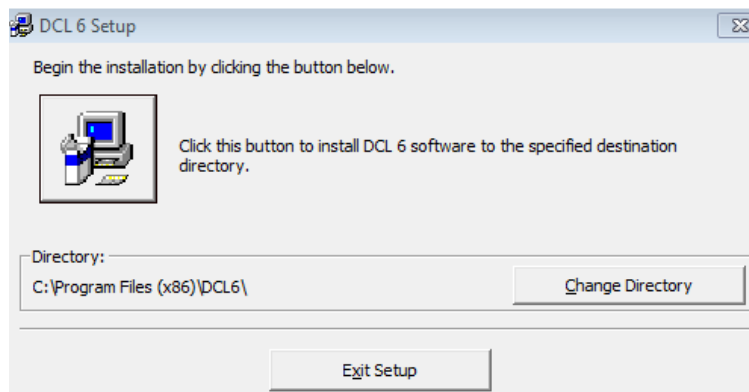 DCL 6 Setup
Begin the installation by clicking the button below.
Click this button to install DCL 6 software to the specified destination
directory.
Directory:
C:\Program Files (x86)\DCL6\
Change Directory
Exit Setup